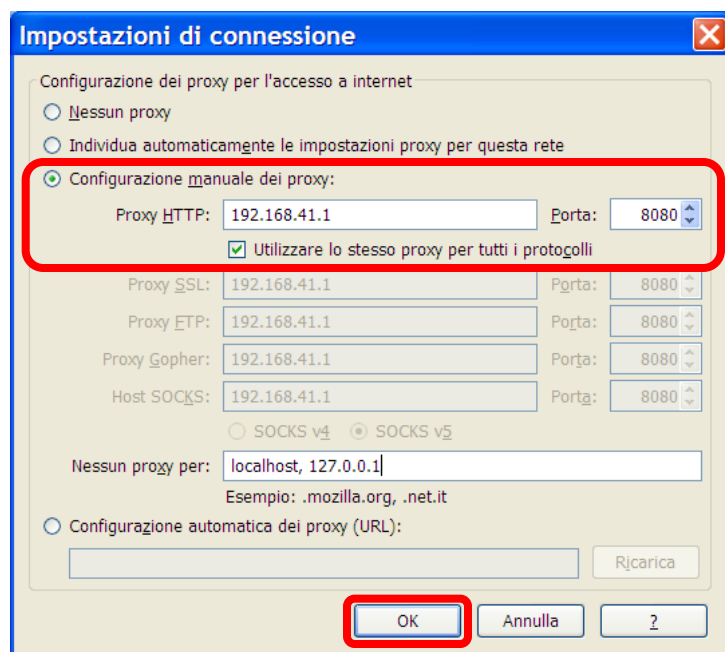 Impostazioni di connessione
Configurazione dei proxy per l'accesso a internet
Nessun proxy
Individua automaticamente le impostazioni proxy per questa rete
Configurazione manuale dei proxy:
Proxy HTTP: 192.168.41.1 Porta: 8080
Utilizzare lo stesso proxy per tutti i protocolli
Proxy SSL: 192.168.41.1 Porta: 8080
Proxy FTP: 192.168.41.1 Porta: 8080
Proxy Gopher: 192.168.41.1 Porta: 8080
Host SOCKS: 192.168.41.1 Porta: 8080
SOCKS v4 SOCKS v5
Nessun proxy per: localhost, 127.0.0.1
Esempio: .mozilla.org, .net.it
Configurazione automatica dei proxy (URL):
Ricarica
OK Annulla ?